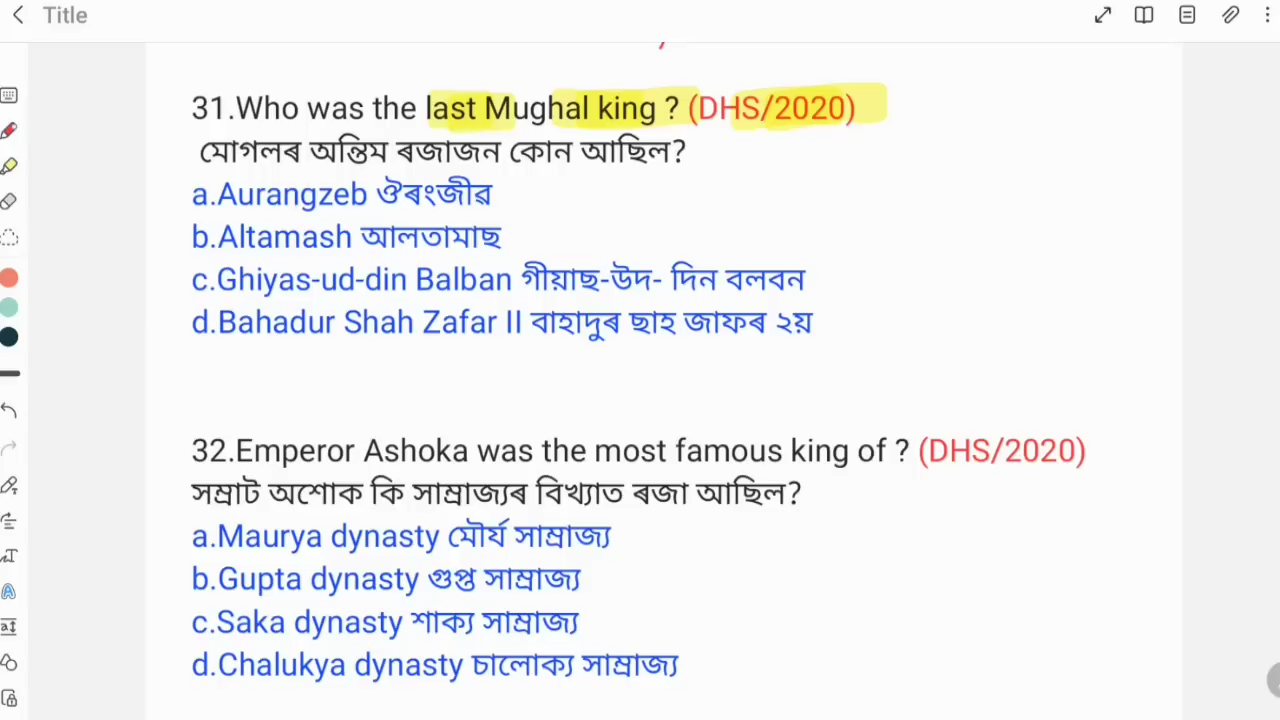 Title
31.Who was the last Mughal king ? (DHS/2020)
মোগলৰ অন্তিম ৰজাজন কোন আছিল?
a.Aurangzeb ঔৰংজীৱ
b.Altamash আলতামাছ
c.Ghiyas-ud-din Balban গীয়াছ-উদ- দিন বলবন
d.Bahadur Shah Zafar II বাহাদুৰ ছাহ জাফৰ ২য়
32.Emperor Ashoka was the most famous king of ? (DHS/2020)
সম্ৰাট অশোক কি সাম্ৰাজ্যৰ বিখ্যাত ৰজা আছিল?
a.Maurya dynasty মৌৰ্য সাম্ৰাজ্য
b.Gupta dynasty গুপ্ত সাম্ৰাজ্য
c.Saka dynasty শাক্য সাম্ৰাজ্য
d.Chalukya dynasty চালোক্য সাম্ৰাজ্য